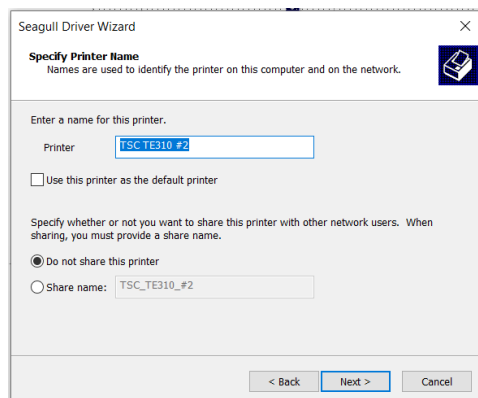 Seagull Driver Wizard
Specify Printer Name
Names are used to identify the printer on this computer and on the network.
Enter a name for this printer.
Printer
TSC TE310 #2
Use this printer as the default printer
Specify whether or not you want to share this printer with other network users. When
sharing, you must provide a share name.
Do not share this printer
Share name:
TSC_TE310_#2
< Back
Next >
Cancel